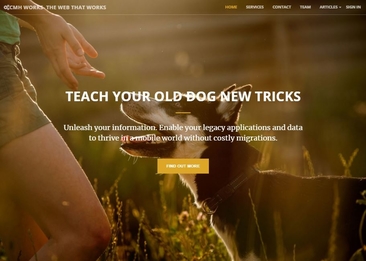 CMH WORKS. THE WEB THAT WORKS
HOME SERVICES CONTACT TEAM ARTICLES SIGN IN
TEACH YOUR OLD DOG NEW TRICKS
Unleash your information. Enable your legacy applications and data
to thrive in a mobile world without costly migrations.
FIND OUT MORE